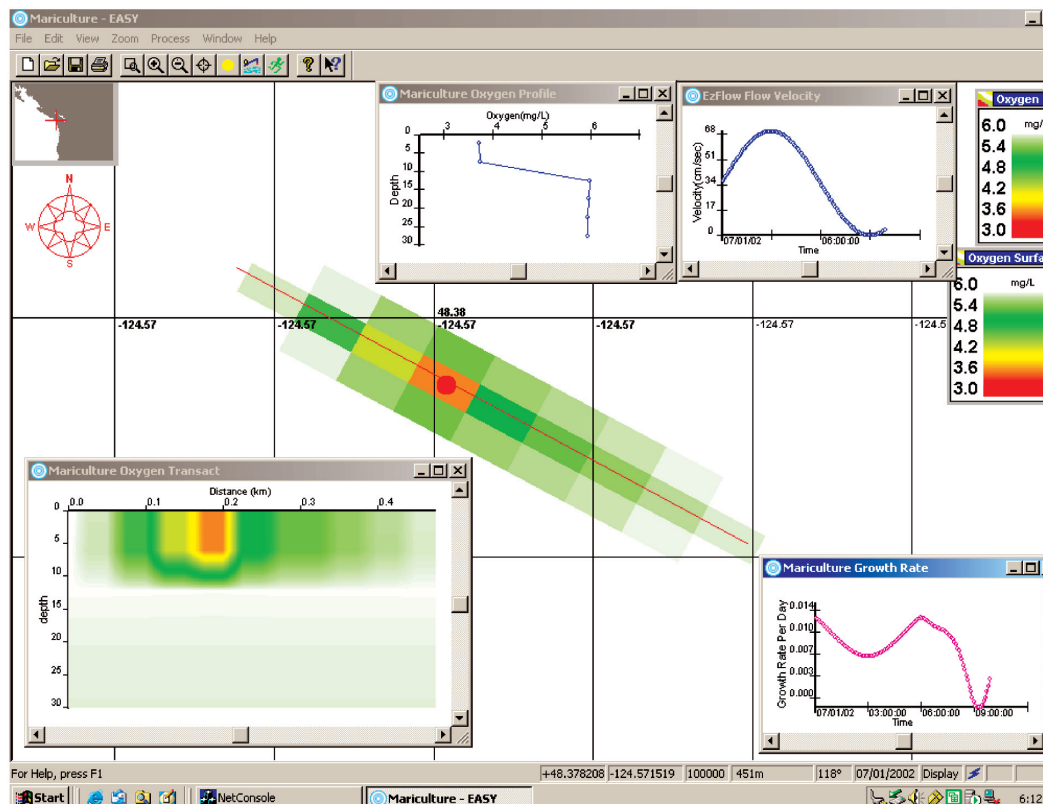 Mariculture - EASY
File Edit View Zoom Process Window Help
N
W E
S
Mariculture Oxygen Profile
Oxygen(mg/L)
3 4 5 6
Depth
0
5
10
15
20
25
30
EzFlow Flow Velocity
Velocity(cm/sec)
68
51
34
17
0
07/01/02 06:00:00
Time
Oxygen
6.0 mg/
5.4
4.8
4.2
3.6
3.0
Oxygen Surfa
6.0 mg/L
5.4
4.8
4.2
3.6
3.0
48.38
-124.57 -124.57 -124.57 -124.57 -124.57 -124.5
Mariculture Oxygen Transact
Distance (km)
0.0 0.1 0.2 0.3 0.4
depth
0
5
10
15
20
25
30
Mariculture Growth Rate
Growth Rate Per Day
0.014
0.010
0.007
0.003
0.000
07/01/02 03:00:00 06:00:00 09:00:00
Time
For Help, press F1
+48.378208 -124.571519 100000 451m 118° 07/01/2002 Display
Start NetConsole Mariculture - EASY 6:12